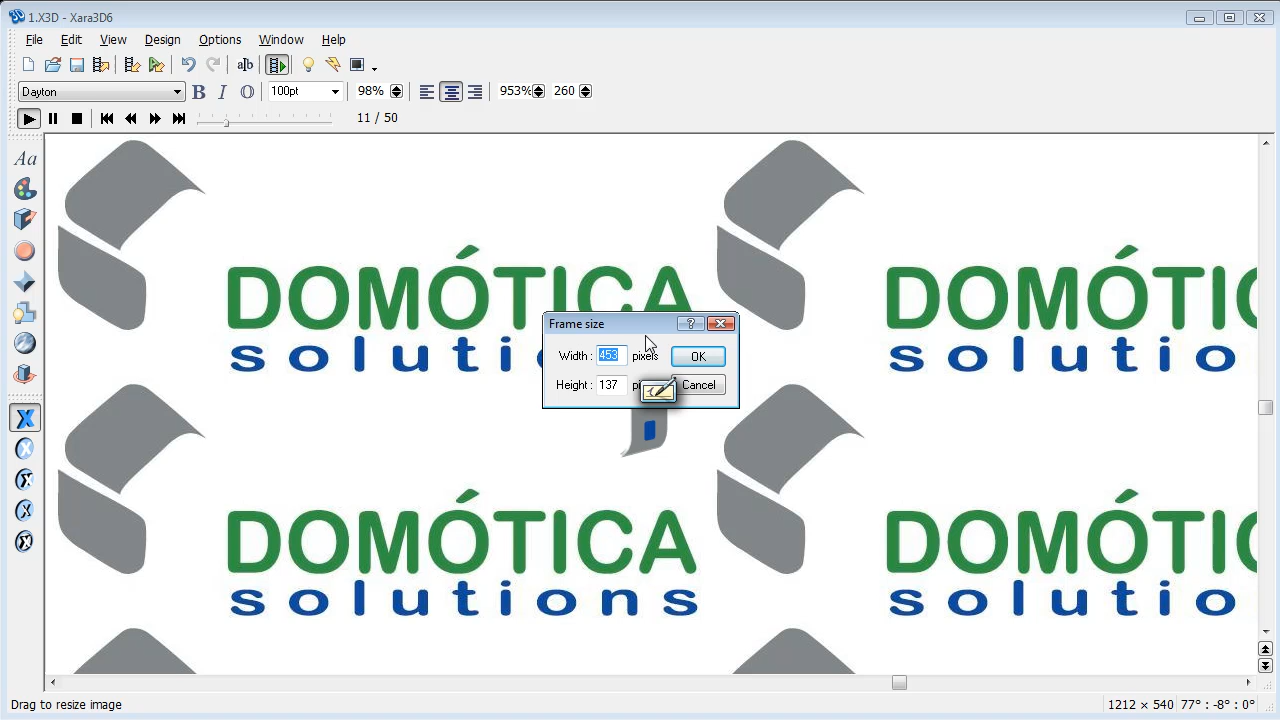 1.X3D - Xara3D6
File Edit View Design Options Window Help
a|b
Dayton B I O 100pt 98% 953% 260
11 / 50
Aa
DOMÓTICA DOMÓTIC
solutio
Frame size ?
Width : 453 pixels OK
Height : 137 Cancel
DOMÓTICA DOMÓTIC
solutions solutio
Drag to resize image 1212 × 540 77° : -8° : 0°